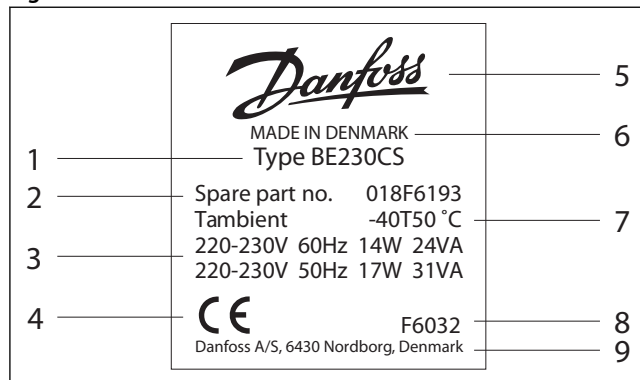 Danfoss 5
MADE IN DENMARK 6
1 Type BE230CS
2 Spare part no. 018F6193
Tambient -40T50 °C 7
3 220-230V 60Hz 14W 24VA
220-230V 50Hz 17W 31VA
4 CE F6032 8
Danfoss A/S, 6430 Nordborg, Denmark 9